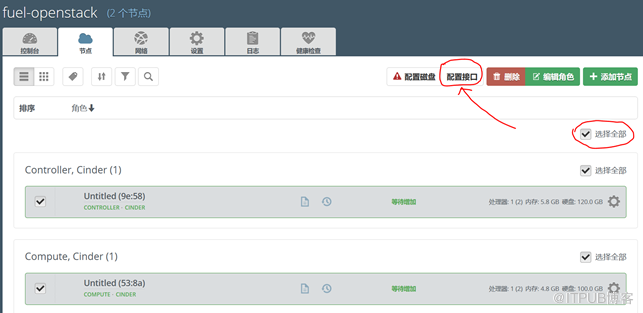 fuel-openstack (2 个节点)
控制台 节点 网络 设置 日志 健康检查
配置磁盘 配置接口 删除 编辑角色 添加节点
排序 角色
选择全部
Controller, Cinder (1) 选择全部
Untitled (9e:58) 等待增加 处理器: 1 (2) 内存: 5.8 GB 硬盘: 120.0 GB
CONTROLLER · CINDER
Compute, Cinder (1) 选择全部
Untitled (53:8a) 等待增加 处理器: 1 (2) 内存: 4.8 GB 硬盘: 100.0 GB
COMPUTE · CINDER
@ITPUB博客